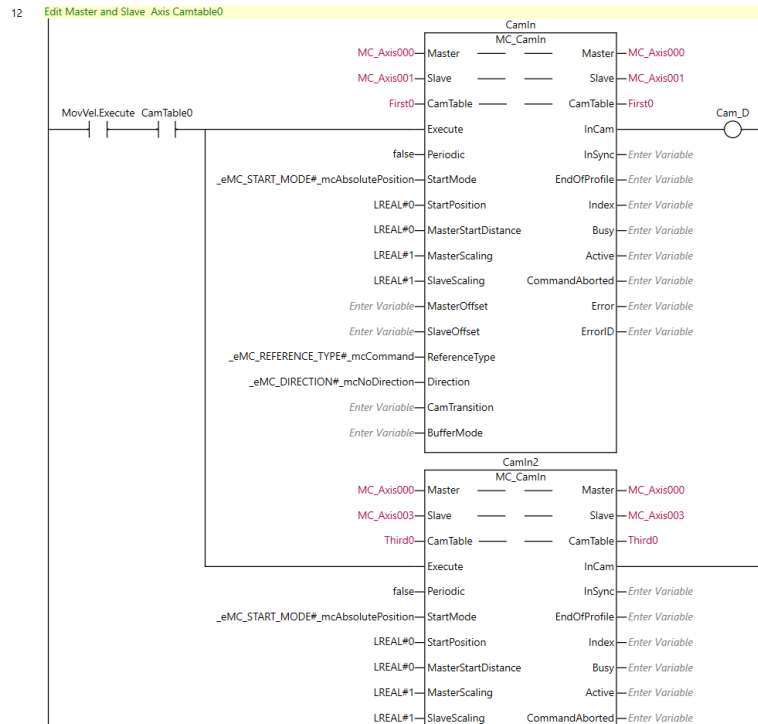 12 Edit Master and Slave Axis Camtable0
CamIn
MC_CamIn
MC_Axis000 Master Master MC_Axis000
MC_Axis001 Slave Slave MC_Axis001
First0 CamTable CamTable First0
MovVel.Execute CamTable0 Cam_D
Execute InCam
false Periodic InSync Enter Variable
_eMC_START_MODE#_mcAbsolutePosition StartMode EndOfProfile Enter Variable
LREAL#0 StartPosition Index Enter Variable
LREAL#0 MasterStartDistance Busy Enter Variable
LREAL#1 MasterScaling Active Enter Variable
LREAL#1 SlaveScaling CommandAborted Enter Variable
Enter Variable MasterOffset Error Enter Variable
Enter Variable SlaveOffset ErrorID Enter Variable
_eMC_REFERENCE_TYPE#_mcCommand ReferenceType
_eMC_DIRECTION#_mcNoDirection Direction
Enter Variable CamTransition
Enter Variable BufferMode
CamIn2
MC_CamIn
MC_Axis000 Master Master MC_Axis000
MC_Axis003 Slave Slave MC_Axis003
Third0 CamTable CamTable Third0
Execute InCam
false Periodic InSync Enter Variable
_eMC_START_MODE#_mcAbsolutePosition StartMode EndOfProfile Enter Variable
LREAL#0 StartPosition Index Enter Variable
LREAL#0 MasterStartDistance Busy Enter Variable
LREAL#1 MasterScaling Active Enter Variable
LREAL#1 SlaveScaling CommandAborted Enter Variable